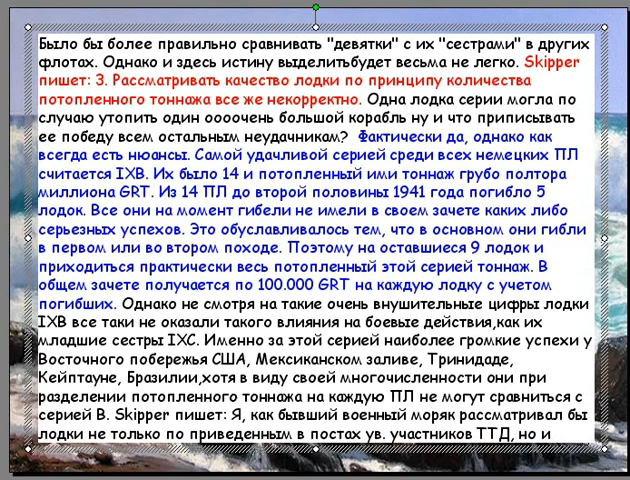 Было бы более правильно сравнивать "девятки" с их "сестрами" в других
флотах. Однако и здесь истину выделитьбудет весьма не легко. Skipper
пишет: 3. Рассматривать качество лодки по принципу количества
потопленного тоннажа все же некорректно. Одна лодка серии могла по
случаю утопить один ооооочень большой корабль ну и что приписывать
ее победу всем остальным неудачникам? Фактически да, однако как
всегда есть нюансы. Самой удачливой серией среди всех немецких ПЛ
считается IXB. Их было 14 и потопленный ими тоннаж грубо полтора
миллиона GRT. Из 14 ПЛ до второй половины 1941 года погибло 5
лодок. Все они на момент гибели не имели в своем зачете каких либо
серьезных успехов. Это обуславливалось тем, что в основном они гибли
в первом или во втором походе. Поэтому на оставшиеся 9 лодок и
приходиться практически весь потопленный этой серией тоннаж. В
общем зачете получается по 100.000 GRT на каждую лодку с учетом
погибших. Однако не смотря на такие очень внушительные цифры лодки
IXB все таки не оказали такого влияния на боевые действия,как их
младшие сестры IXC. Именно за этой серией наиболее громкие успехи у
Восточного побережья США, Мексиканском заливе, Тринидаде,
Кейптауне, Бразилии,хотя в виду своей многочисленности они при
разделении потопленного тоннажа на каждую ПЛ не могут сравниться с
серией B. Skipper пишет: Я, как бывший военный моряк рассматривал бы
лодки не только по приведенным в постах ув. участников ТТД, но и